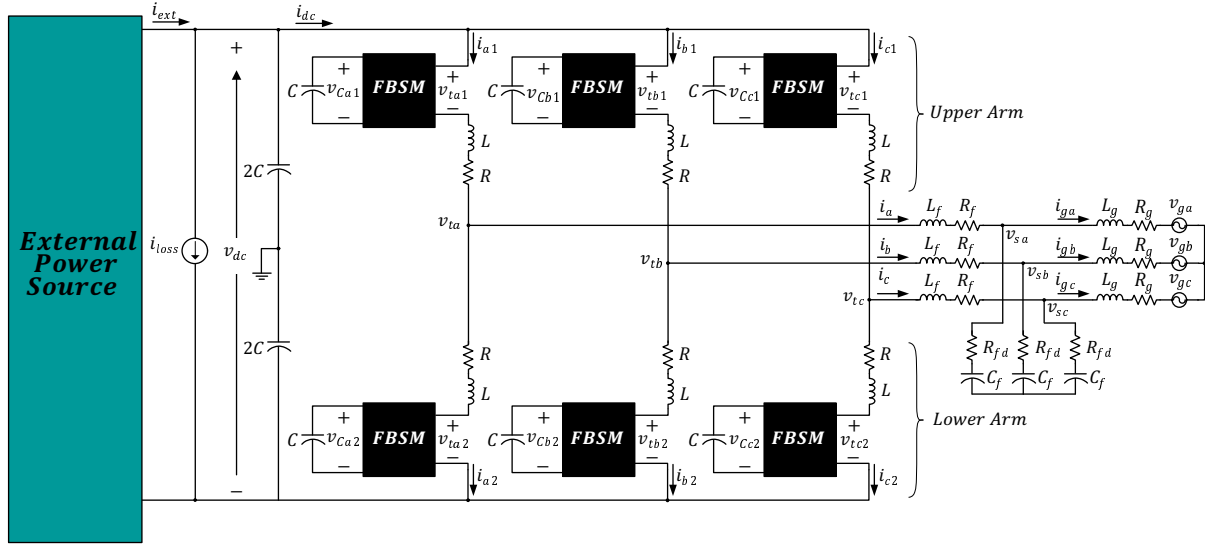 i_ext
i_dc
i_a1
i_b1
i_c1
+
+
+
+
+
+
+
C
v_Ca1
FBSM
v_ta1
C
v_Cb1
FBSM
v_tb1
C
v_Cc1
FBSM
v_tc1
−
−
−
−
−
−
Upper Arm
L
L
L
2C
R
R
R
i_a
L_f
R_f
i_ga
L_g
R_g
v_ga
v_ta
v_sa
External
Power
Source
i_loss
v_dc
i_b
L_f
R_f
i_gb
L_g
R_g
v_gb
v_tb
v_sb
i_c
L_f
R_f
i_gc
L_g
R_g
v_gc
v_tc
v_sc
2C
R
R
R
R_fd
R_fd
R_fd
L
L
L
C_f
C_f
C_f
+
+
+
+
+
+
Lower Arm
C
v_Ca2
FBSM
v_ta2
C
v_Cb2
FBSM
v_tb2
C
v_Cc2
FBSM
v_tc2
−
−
−
−
−
−
−
i_a2
i_b2
i_c2